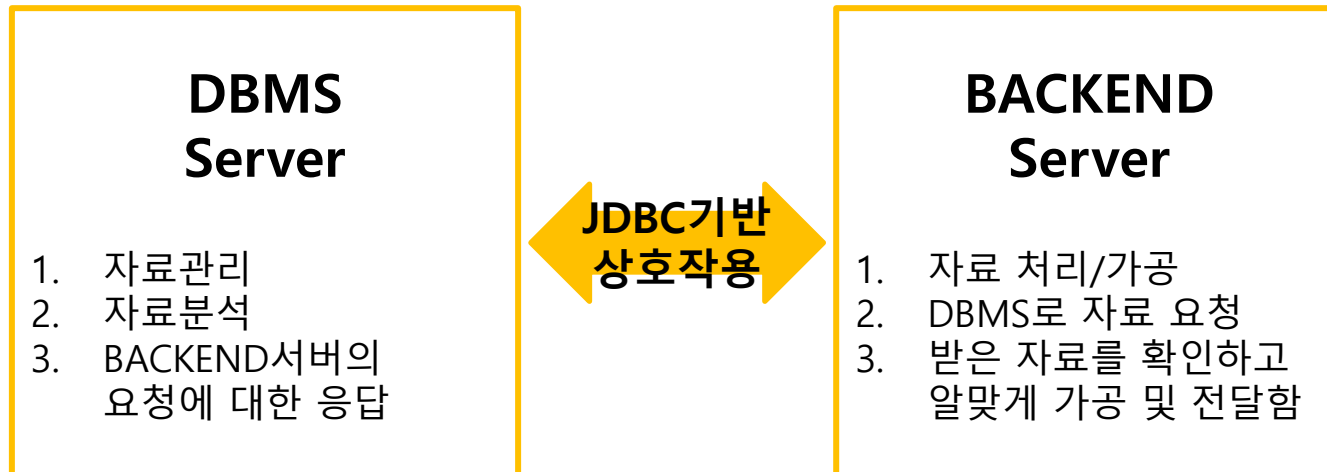 DBMS
Server
1. 자료관리
2. 자료분석
3. BACKEND서버의
요청에 대한 응답
JDBC기반
상호작용
BACKEND
Server
1. 자료 처리/가공
2. DBMS로 자료 요청
3. 받은 자료를 확인하고
알맞게 가공 및 전달함